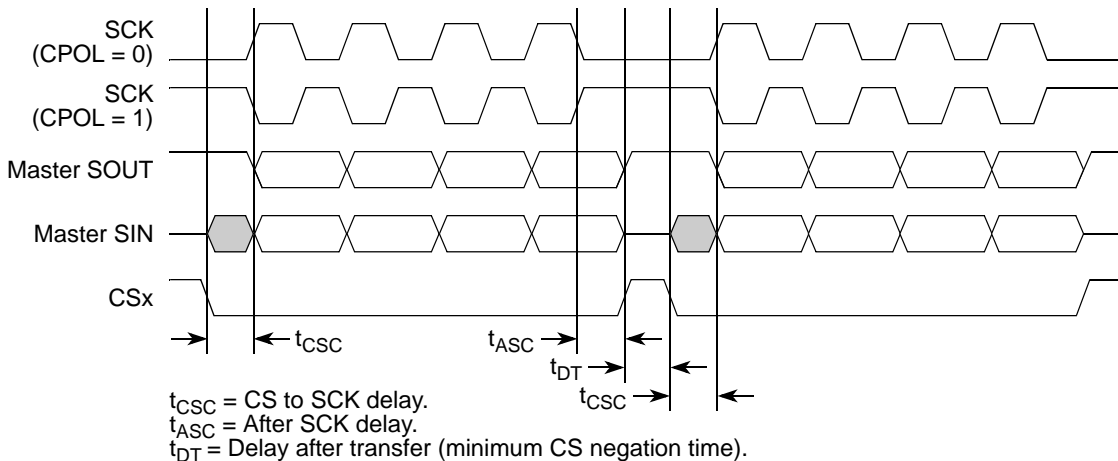 SCK
(CPOL = 0)
SCK
(CPOL = 1)
Master SOUT
Master SIN
CSx
tCSC
tASC
tDT
tCSC
tCSC = CS to SCK delay.
tASC = After SCK delay.
tDT = Delay after transfer (minimum CS negation time).